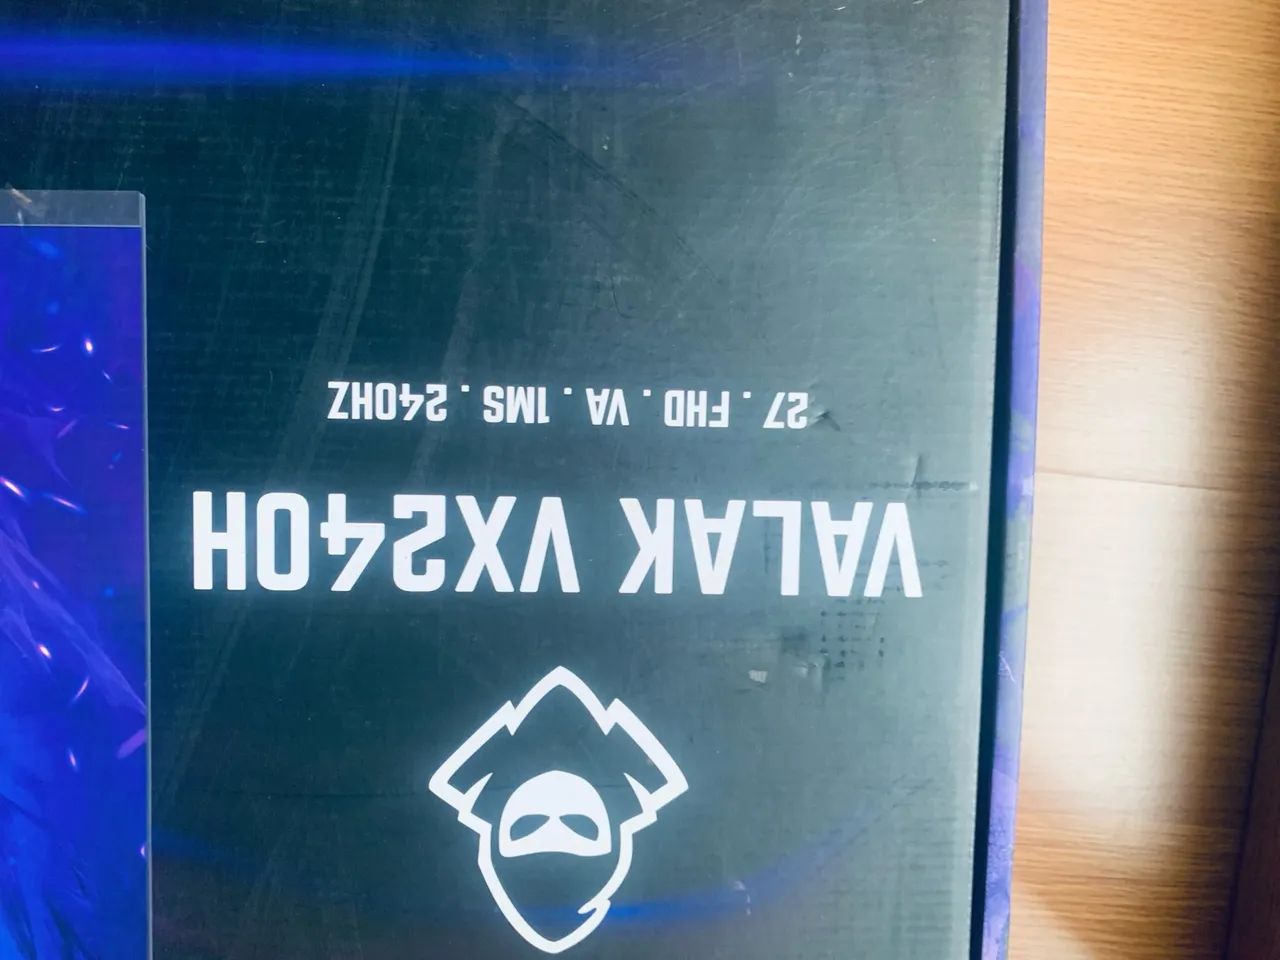 VALAK VX240H
27 . FHD . VA . 1MS . 240HZ